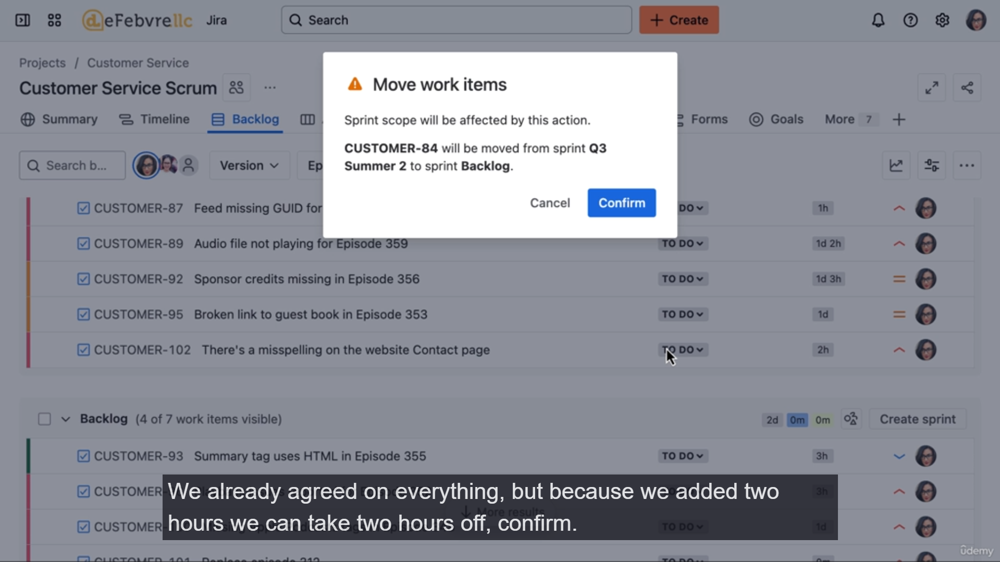 deFebvrellc Jira Search + Create
Projects / Customer Service
Customer Service Scrum
Summary Timeline Backlog Forms Goals More 7
Search b... Version Ep
Move work items
Sprint scope will be affected by this action.
CUSTOMER-84 will be moved from sprint Q3
Summer 2 to sprint Backlog.
Cancel Confirm
CUSTOMER-87 Feed missing GUID for DO 1h
CUSTOMER-89 Audio file not playing for Episode 359 TO DO 1d 2h
CUSTOMER-92 Sponsor credits missing in Episode 356 TO DO 1d 3h
CUSTOMER-95 Broken link to guest book in Episode 353 TO DO 1d
CUSTOMER-102 There's a misspelling on the website Contact page TO DO 2h
Backlog (4 of 7 work items visible) 2d 0m 0m Create sprint
CUSTOMER-93 Summary tag uses HTML in Episode 355 TO DO 3h
CUSTOMER- TO DO 3h
More results
We already agreed on everything, but because we added two
hours we can take two hours off, confirm.
CUSTOMER- TO DO 1d
CUSTOMER-101 Replace episode 312 TO DO
udemy